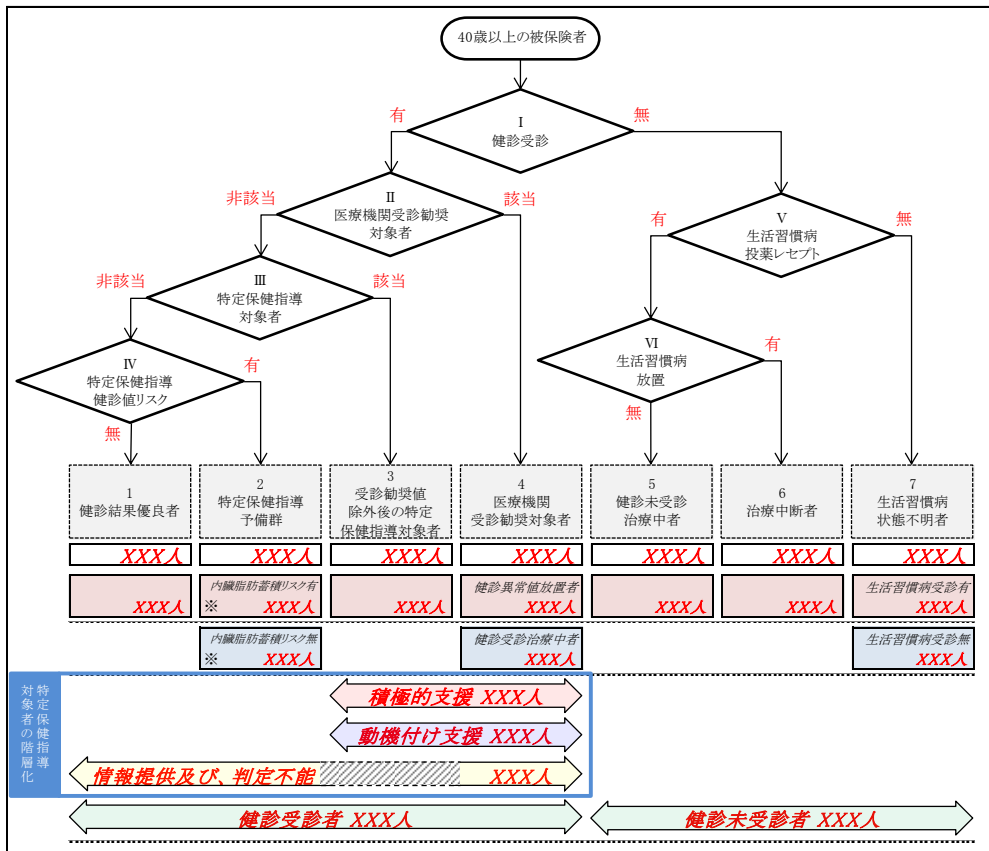 40歳以上の被保険者
Ⅰ
健診受診
有
無
Ⅱ
医療機関受診勧奨
対象者
非該当
該当
Ⅴ
生活習慣病
投薬レセプト
有
無
Ⅲ
特定保健指導
対象者
非該当
該当
Ⅵ
生活習慣病
放置
有
無
Ⅳ
特定保健指導
健診値リスク
有
無
1
健診結果優良者
2
特定保健指導
予備群
3
受診勧奨値
除外後の特定
保健指導対象者
4
医療機関
受診勧奨対象者
5
健診未受診
治療中者
6
治療中断者
7
生活習慣病
状態不明者
XXX人
XXX人
XXX人
XXX人
XXX人
XXX人
XXX人
XXX人
内臓脂肪蓄積リスク有
※ XXX人
XXX人
健診異常値放置者
XXX人
XXX人
XXX人
生活習慣病受診有
XXX人
内臓脂肪蓄積リスク無
※ XXX人
健診受診治療中者
XXX人
生活習慣病受診無
XXX人
特定保健指導
対象者の階層化
積極的支援 XXX人
動機付け支援 XXX人
情報提供及び、判定不能 XXX人
健診受診者 XXX人
健診未受診者 XXX人